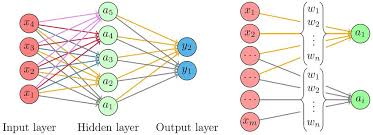 x₄
x₃
x₂
x₁
a₅
a₄
a₃
a₂
a₁
y₂
y₁
Input layer
Hidden layer
Output layer
x₁
x₂
⋯
⋯
⋯
xₘ
w₁
w₂
⋮
wₙ
w₁
w₂
⋮
wₙ
a₁
aᵢ